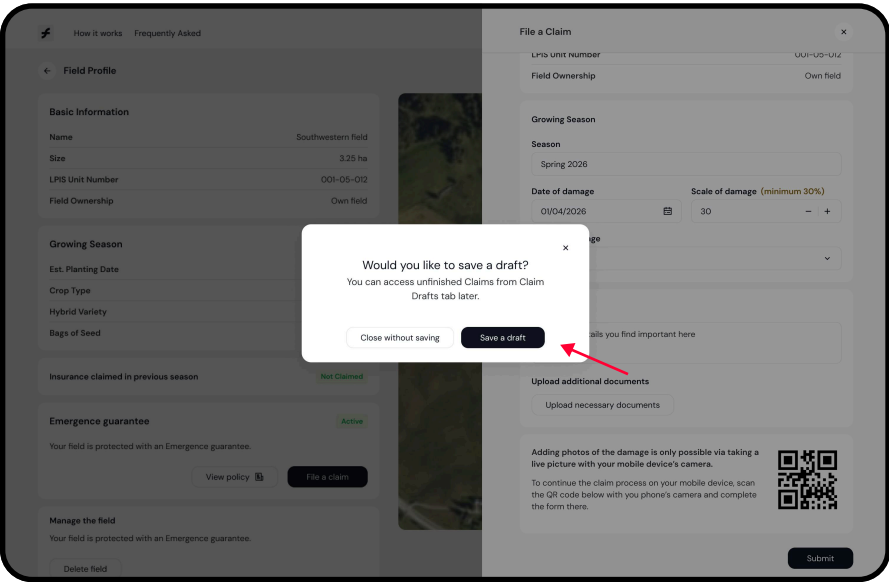 How it works Frequently Asked
Field Profile
Basic Information
Name Southwestern field
Size 3.25 ha
LPIS Unit Number 001-05-012
Field Ownership Own field
Growing Season
Est. Planting Date
Crop Type
Hybrid Variety
Bags of Seed
Insurance claimed in previous season Not Claimed
Emergence guarantee Active
Your field is protected with an Emergence guarantee.
View policy File a claim
Manage the field
Your field is protected with an Emergence guarantee.
Delete field
Would you like to save a draft?
You can access unfinished Claims from Claim
Drafts tab later.
Close without saving Save a draft
File a Claim
LPIS Unit Number 001-05-012
Field Ownership Own field
Growing Season
Season
Spring 2026
Date of damage Scale of damage (minimum 30%)
01/04/2026 30 − +
you find important here
Upload additional documents
Upload necessary documents
Adding photos of the damage is only possible via taking a
live picture with your mobile device's camera.
To continue the claim process on your mobile device, scan
the QR code below with you phone's camera and complete
the form there.
Submit